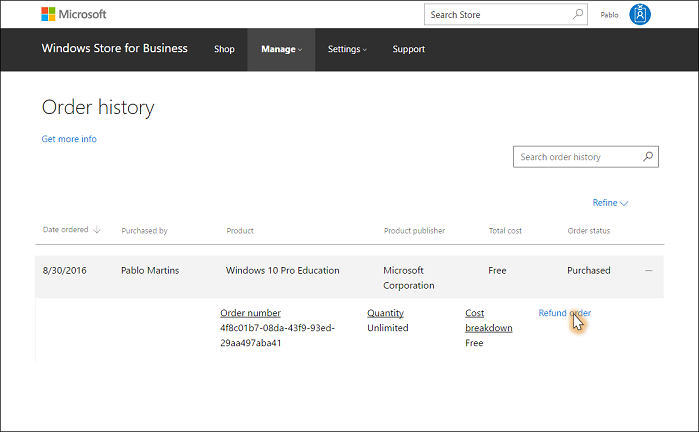 Microsoft
Search Store
Pablo
Windows Store for Business
Shop
Manage
Settings
Support
Order history
Get more info
Search order history
Refine
Date ordered
Purchased by
Product
Product publisher
Total cost
Order status
8/30/2016
Pablo Martins
Windows 10 Pro Education
Microsoft
Corporation
Free
Purchased
Order number
4f8c01b7-08da-43f9-93ed-
29aa497aba41
Quantity
Unlimited
Cost
breakdown
Free
Refund order